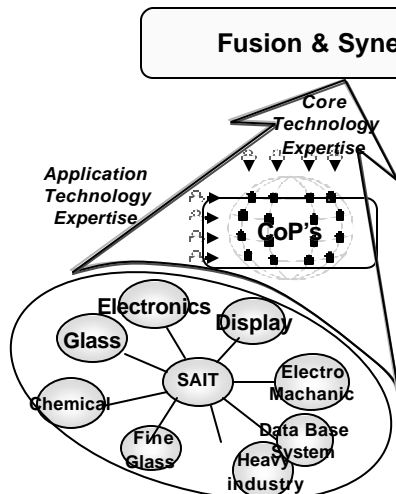 Fusion & Syne
Core
Technology
Expertise
Application
Technology
Expertise
CoP's
Electronics
Display
Glass
SAIT
Electro
Machanic
Chemical
Data Base
System
Fine
Glass
Heavy
industry